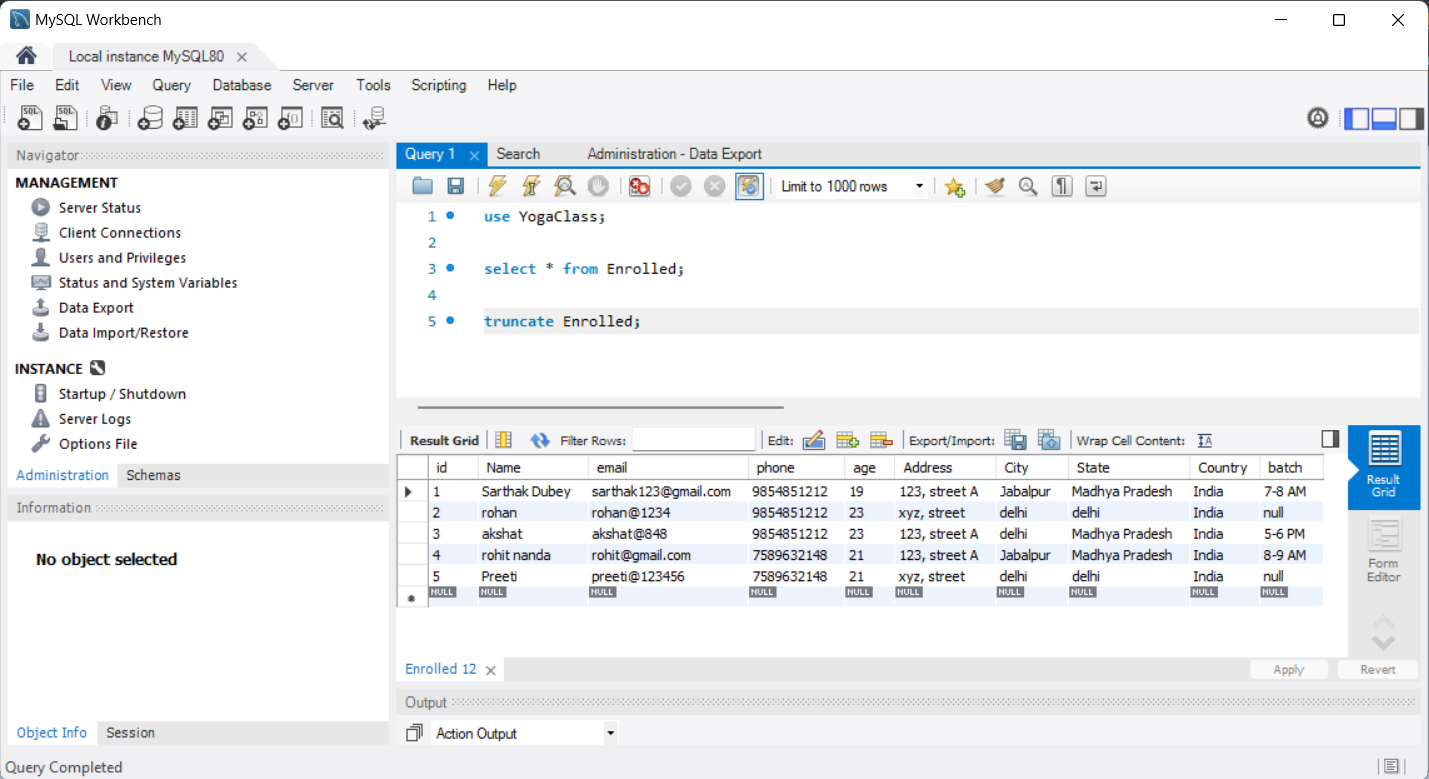 MySQL Workbench
Local instance MySQL80
File Edit View Query Database Server Tools Scripting Help
Navigator
MANAGEMENT
Server Status
Client Connections
Users and Privileges
Status and System Variables
Data Export
Data Import/Restore
INSTANCE
Startup / Shutdown
Server Logs
Options File
Administration Schemas
Information
No object selected
Object Info Session
Query 1 Search Administration - Data Export
Limit to 1000 rows
1 use YogaClass;
2
3 select * from Enrolled;
4
5 truncate Enrolled;
Result Grid Filter Rows: Edit: Export/Import: Wrap Cell Content: IA
id Name email phone age Address City State Country batch
1 Sarthak Dubey sarthak123@gmail.com 9854851212 19 123, street A Jabalpur Madhya Pradesh India 7-8 AM
2 rohan rohan@1234 9854851212 23 xyz, street delhi delhi India null
3 akshat akshat@848 9854851212 23 123, street A delhi Madhya Pradesh India 5-6 PM
4 rohit nanda rohit@gmail.com 7589632148 21 123, street A Jabalpur Madhya Pradesh India 8-9 AM
5 Preeti preeti@123456 7589632148 21 xyz, street delhi delhi India null
NULL NULL NULL NULL NULL NULL NULL NULL NULL NULL
Result
Grid
Form
Editor
Enrolled 12
Apply Revert
Output
Action Output
Query Completed